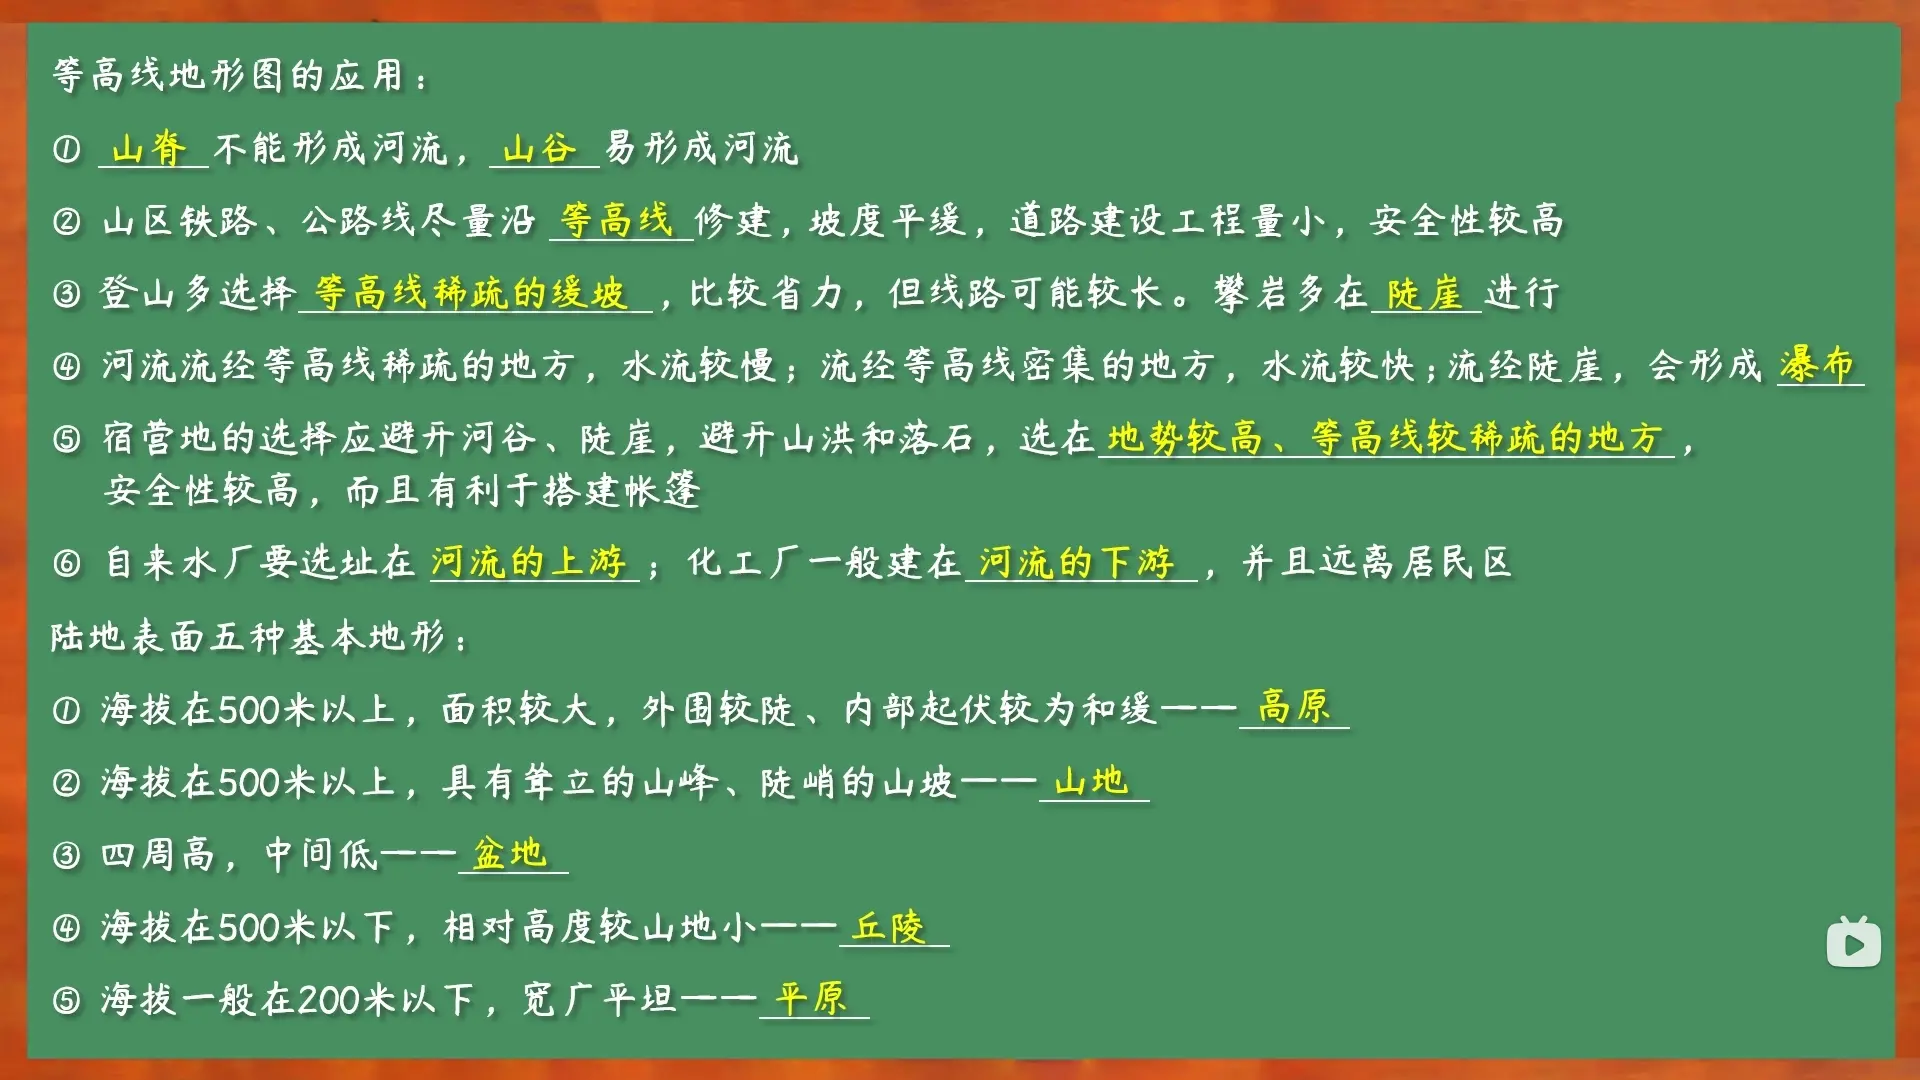 等高线地形图的应用：
① 山脊 不能形成河流，山谷 易形成河流
② 山区铁路、公路线尽量沿 等高线 修建，坡度平缓，道路建设工程量小，安全性较高
③ 登山多选择 等高线稀疏的缓坡 ，比较省力，但线路可能较长。攀岩多在 陡崖 进行
④ 河流流经等高线稀疏的地方，水流较慢；流经等高线密集的地方，水流较快；流经陡崖，会形成 瀑布
⑤ 宿营地的选择应避开河谷、陡崖，避开山洪和落石，选在 地势较高、等高线较稀疏的地方 ，
安全性较高，而且有利于搭建帐篷
⑥ 自来水厂要选址在 河流的上游 ；化工厂一般建在 河流的下游 ，并且远离居民区
陆地表面五种基本地形：
① 海拔在500米以上，面积较大，外围较陡、内部起伏较为和缓—— 高原
② 海拔在500米以上，具有耸立的山峰、陡峭的山坡—— 山地
③ 四周高，中间低—— 盆地
④ 海拔在500米以下，相对高度较山地小—— 丘陵
⑤ 海拔一般在200米以下，宽广平坦—— 平原